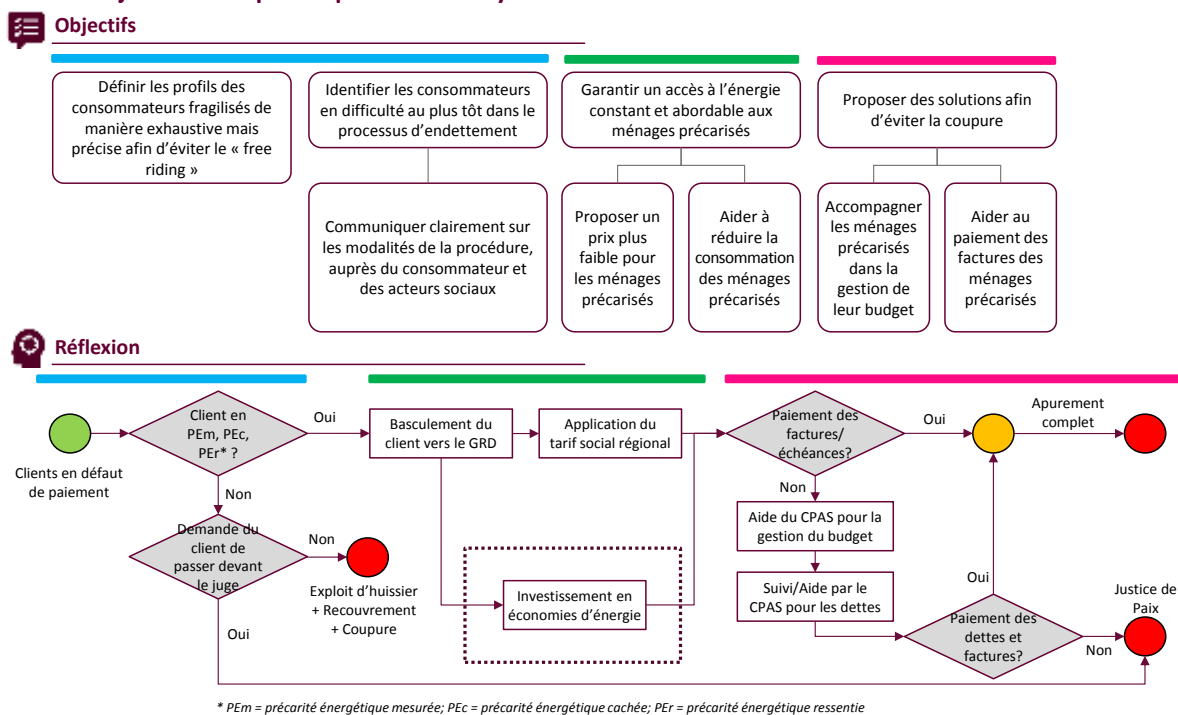 Objectifs
Définir les profils des
consommateurs fragilisés de
manière exhaustive mais
précise afin d'éviter le « free
riding »
Identifier les consommateurs
en difficulté au plus tôt dans le
processus d'endettement
Garantir un accès à l'énergie
constant et abordable aux
ménages précarisés
Proposer des solutions afin
d'éviter la coupure
Communiquer clairement sur
les modalités de la procédure,
auprès du consommateur et
des acteurs sociaux
Proposer un
prix plus
faible pour
les ménages
précarisés
Aider à
réduire la
consommation
des ménages
précarisés
Accompagner
les ménages
précarisés
dans la
gestion de
leur budget
Aider au
paiement des
factures des
ménages
précarisés
Réflexion
Clients en défaut
de paiement
Client en
PEm, PEc,
PEr* ?
Oui
Non
Basculement du
client vers le GRD
Application du
tarif social régional
Paiement des
factures/
échéances?
Oui
Non
Apurement
complet
Demande du
client de
passer devant
le juge
Non
Oui
Exploit d'huissier
+ Recouvrement
+ Coupure
Investissement en
économies d'énergie
Aide du CPAS pour la
gestion du budget
Suivi/Aide par le
CPAS pour les dettes
Paiement des
dettes et
factures?
Oui
Non
Justice de
Paix
* PEm = précarité énergétique mesurée; PEc = précarité énergétique cachée; PEr = précarité énergétique ressentie